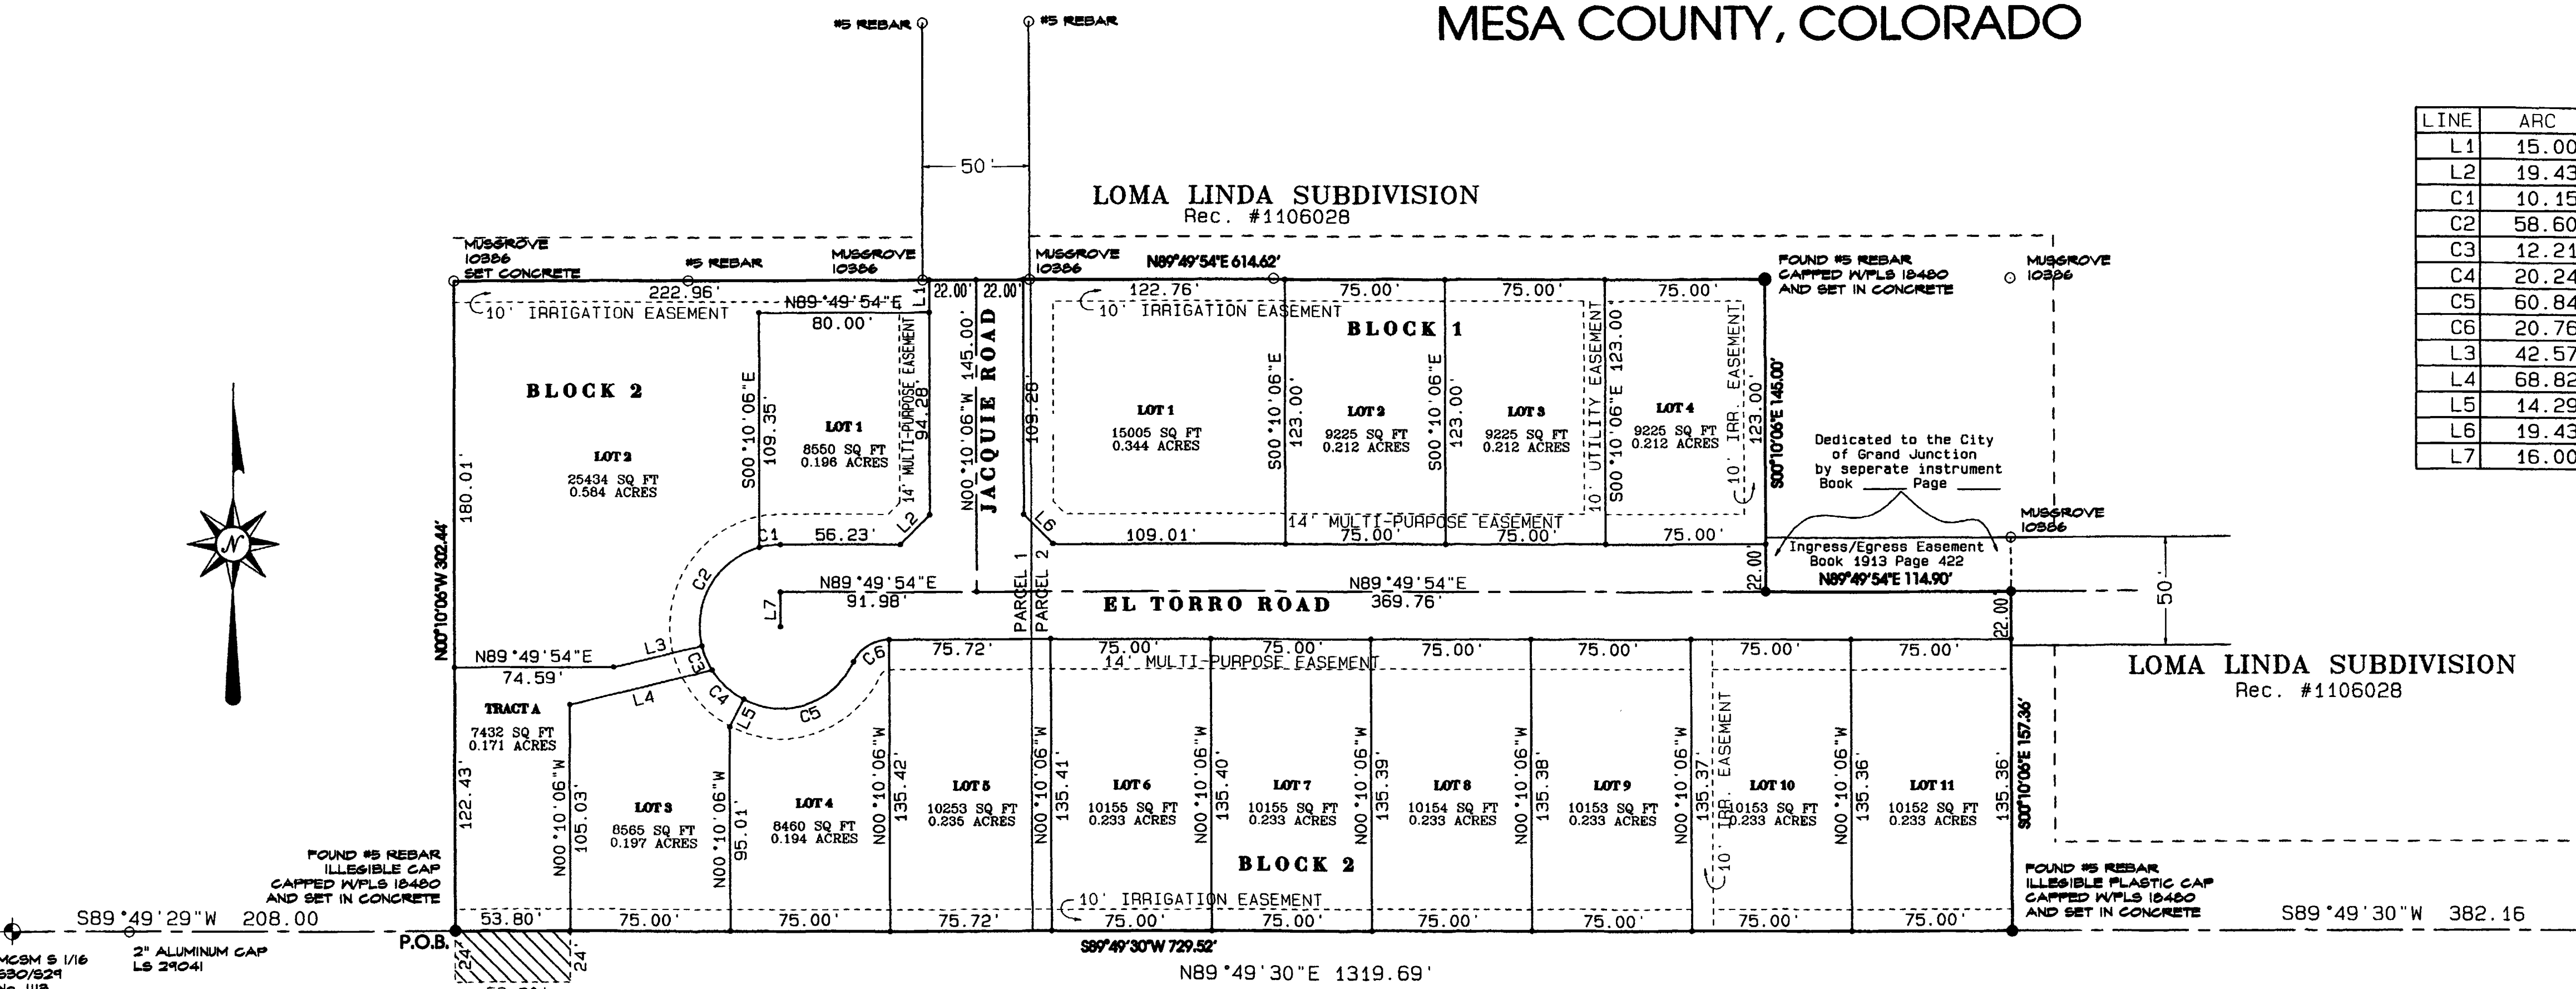 MESA COUNTY, COLORADO
#5 REBAR
#5 REBAR
50'
LOMA LINDA SUBDIVISION
Rec. #1106028
LINE ARC
L1 15.00
L2 19.43
C1 10.15
C2 58.60
C3 12.21
C4 20.24
C5 60.84
C6 20.76
L3 42.57
L4 68.82
L5 14.29
L6 19.43
L7 16.00
MUSGROVE
10386
SET CONCRETE
#5 REBAR
MUSGROVE
10386
MUSGROVE
10386
N89°49'54"E 614.62'
FOUND #5 REBAR
CAPPED W/PLS 18480
AND SET IN CONCRETE
MUSGROVE
10386
222.96'
10' IRRIGATION EASEMENT
N89°49'54"E
80.00'
L1
22.00'
22.00'
122.76'
75.00'
75.00'
75.00'
10' IRRIGATION EASEMENT
BLOCK 1
BLOCK 2
LOT 2
25434 SQ FT
0.584 ACRES
180.01'
N00°10'06"W 302.44'
S00°10'06"E
109.35'
LOT 1
8550 SQ FT
0.196 ACRES
14' MULTI-PURPOSE EASEMENT
94.28'
N00°10'06"W 145.00'
JACQUIE ROAD
109.28'
LOT 1
15005 SQ FT
0.344 ACRES
S00°10'06"E
123.00'
LOT 2
9225 SQ FT
0.212 ACRES
S00°10'06"E
123.00'
LOT 3
9225 SQ FT
0.212 ACRES
10' UTILITY EASEMENT
S00°10'06"E 123.00'
LOT 4
9225 SQ FT
0.212 ACRES
10' IRR. EASEMENT
123.00'
S00°10'06"E 145.00'
Dedicated to the City
of Grand Junction
by seperate instrument
Book ______ Page ______
MUSGROVE
10386
Ingress/Egress Easement
Book 1913 Page 422
N89°49'54"E 114.90'
50'
C1
56.23'
L2
L6
109.01'
14' MULTI-PURPOSE EASEMENT
75.00'
75.00'
75.00'
22.00'
22.00'
C2
L7
N89°49'54"E
91.98'
PARCEL 1
PARCEL 2
N89°49'54"E
369.76'
EL TORRO ROAD
LOMA LINDA SUBDIVISION
Rec. #1106028
N89°49'54"E
74.59'
L3
C3
L4
C4
L5
C5
C6
75.72'
75.00'
75.00'
75.00'
75.00'
75.00'
75.00'
14' MULTI-PURPOSE EASEMENT
TRACT A
7432 SQ FT
0.171 ACRES
122.43'
N00°10'06"W
105.03'
LOT 3
8565 SQ FT
0.197 ACRES
N00°10'06"W
95.01'
LOT 4
8460 SQ FT
0.194 ACRES
N00°10'06"W
135.42'
LOT 5
10253 SQ FT
0.235 ACRES
N00°10'06"W
135.41'
LOT 6
10155 SQ FT
0.233 ACRES
N00°10'06"W
135.40'
LOT 7
10155 SQ FT
0.233 ACRES
N00°10'06"W
135.39'
LOT 8
10154 SQ FT
0.233 ACRES
N00°10'06"W
135.38'
LOT 9
10153 SQ FT
0.233 ACRES
N00°10'06"W
135.37'
10' IRR. EASEMENT
LOT 10
10153 SQ FT
0.233 ACRES
N00°10'06"W
135.36'
LOT 11
10152 SQ FT
0.233 ACRES
135.36'
S00°10'06"E 157.36'
BLOCK 2
FOUND #5 REBAR
ILLEGIBLE CAP
CAPPED W/PLS 18480
AND SET IN CONCRETE
FOUND #5 REBAR
ILLEGIBLE PLASTIC CAP
CAPPED W/PLS 18480
AND SET IN CONCRETE
10' IRRIGATION EASEMENT
S89°49'29"W 208.00
53.80'
75.00'
75.00'
75.72'
75.00'
75.00'
75.00'
75.00'
75.00'
75.00'
S89°49'30"W 382.16
P.O.B.
S89°49'30"W 729.52'
N89°49'30"E 1319.69'
24'
24'
2" ALUMINUM CAP
LS 29041
MCSM S 1/16
S30/S29
N